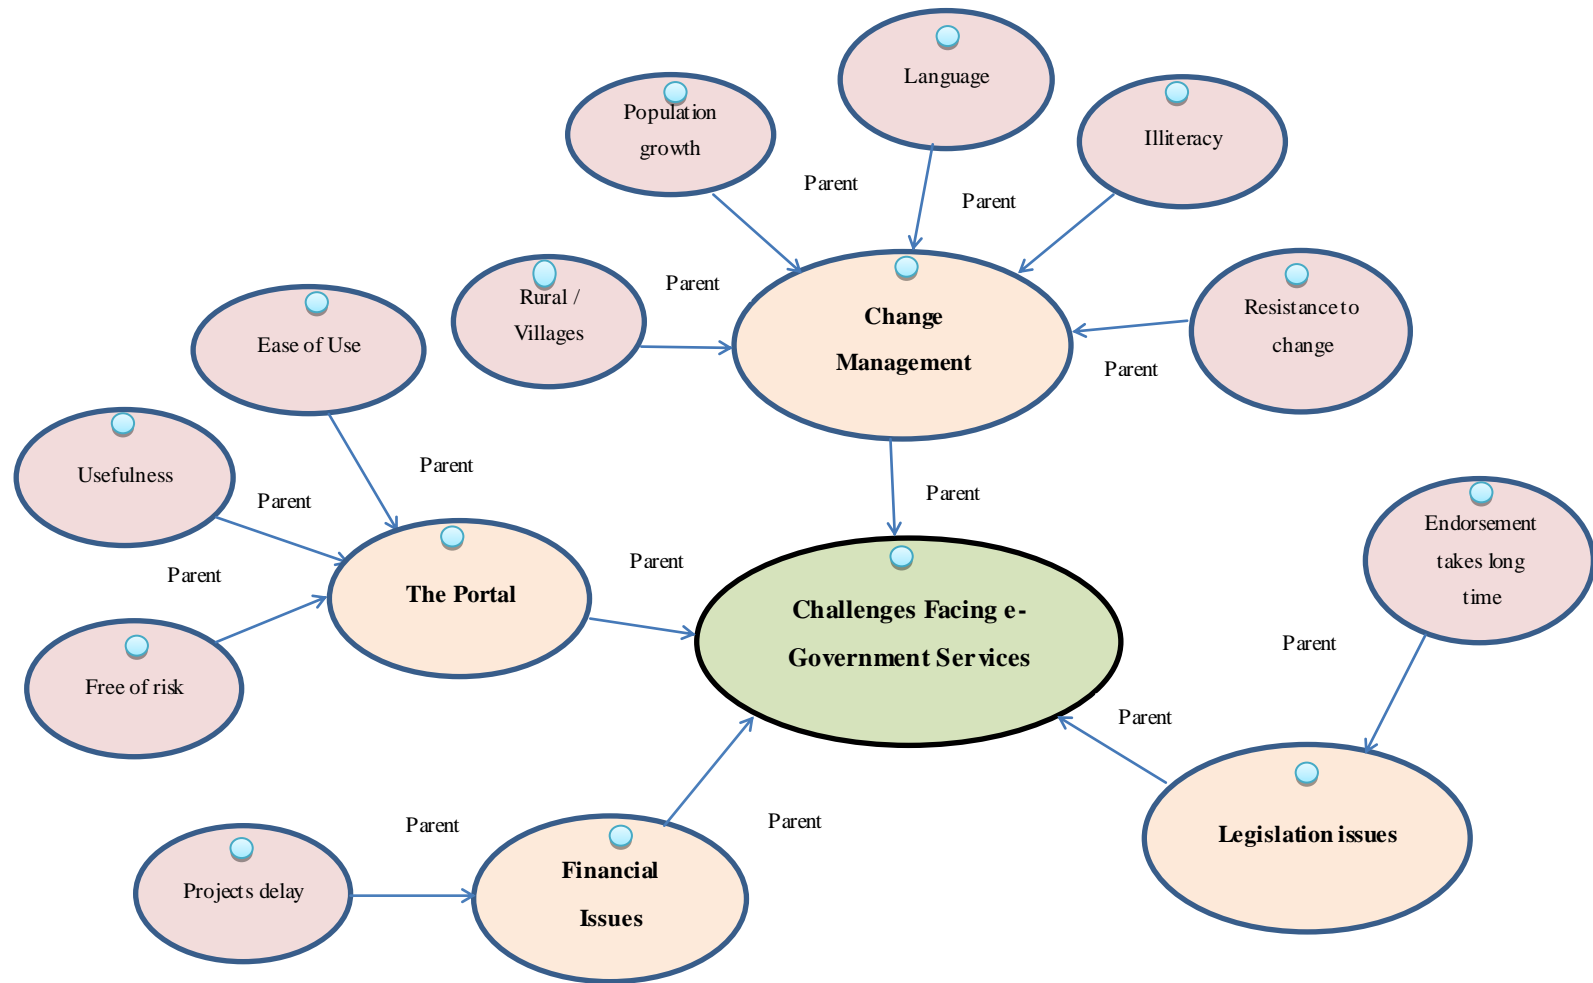 Language
Population
growth
Illiteracy
Parent
Parent
Rural /
Villages
Parent
Change
Management
Resistance to
change
Parent
Ease of Use
Usefulness
Parent
Parent
Parent
Parent
The Portal
Parent
Free of risk
Challenges Facing e-
Government Services
Endorsement
takes long
time
Parent
Parent
Legislation issues
Parent
Parent
Projects delay
Financial
Issues